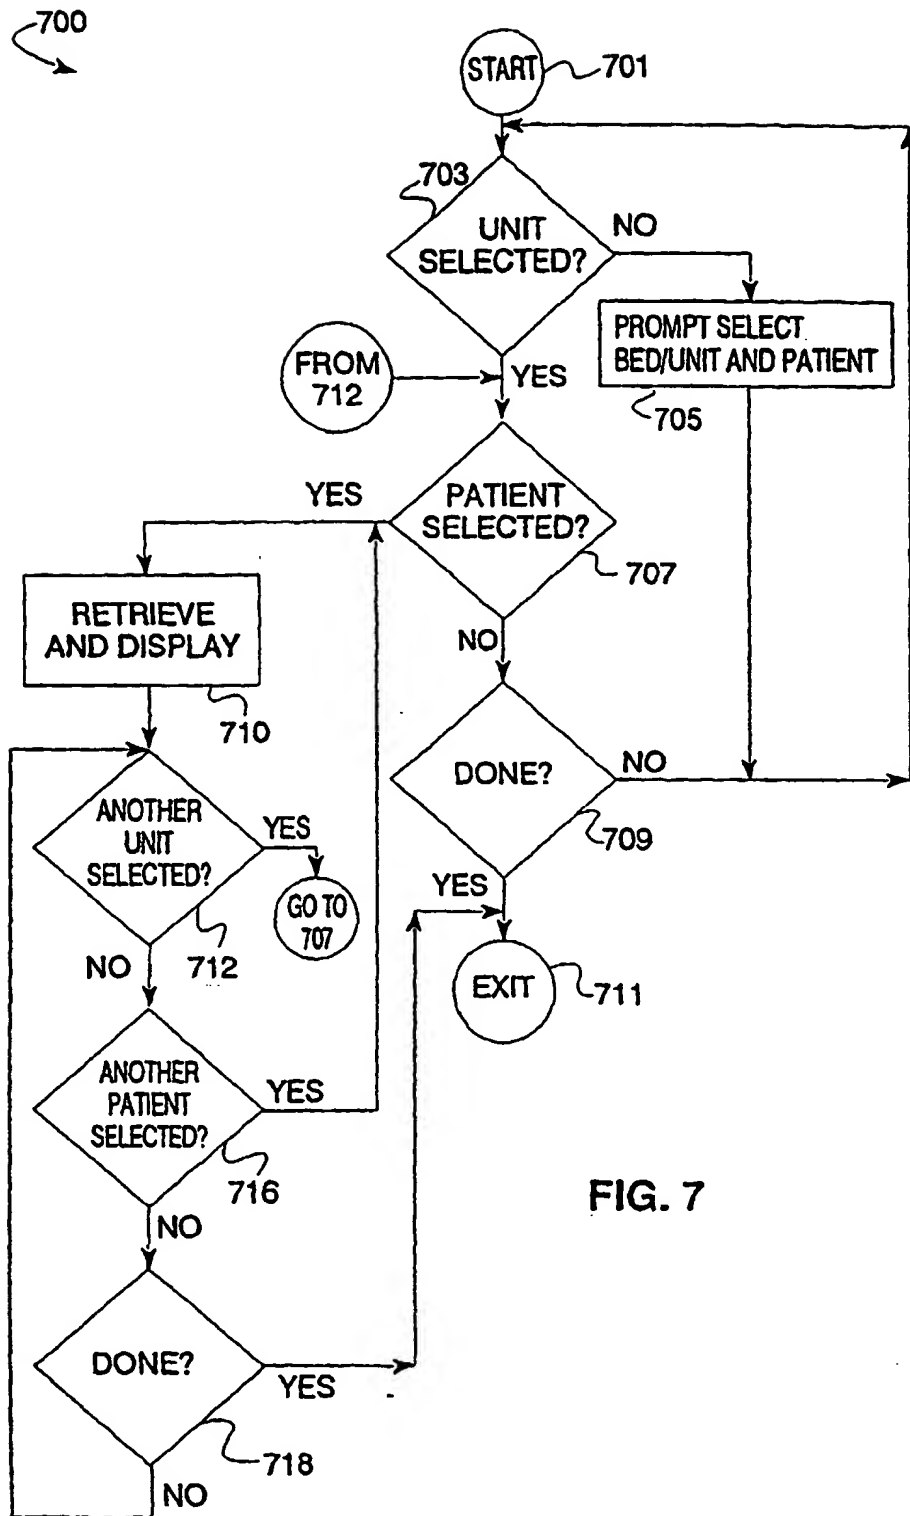 700
START
701
703
UNIT
SELECTED?
NO
PROMPT SELECT
BED/UNIT AND PATIENT
705
FROM
712
YES
PATIENT
SELECTED?
707
YES
RETRIEVE
AND DISPLAY
710
NO
DONE?
NO
709
YES
EXIT
711
ANOTHER
UNIT
SELECTED?
YES
GO TO
707
712
NO
ANOTHER
PATIENT
SELECTED?
YES
716
NO
DONE?
YES
718
NO
FIG. 7